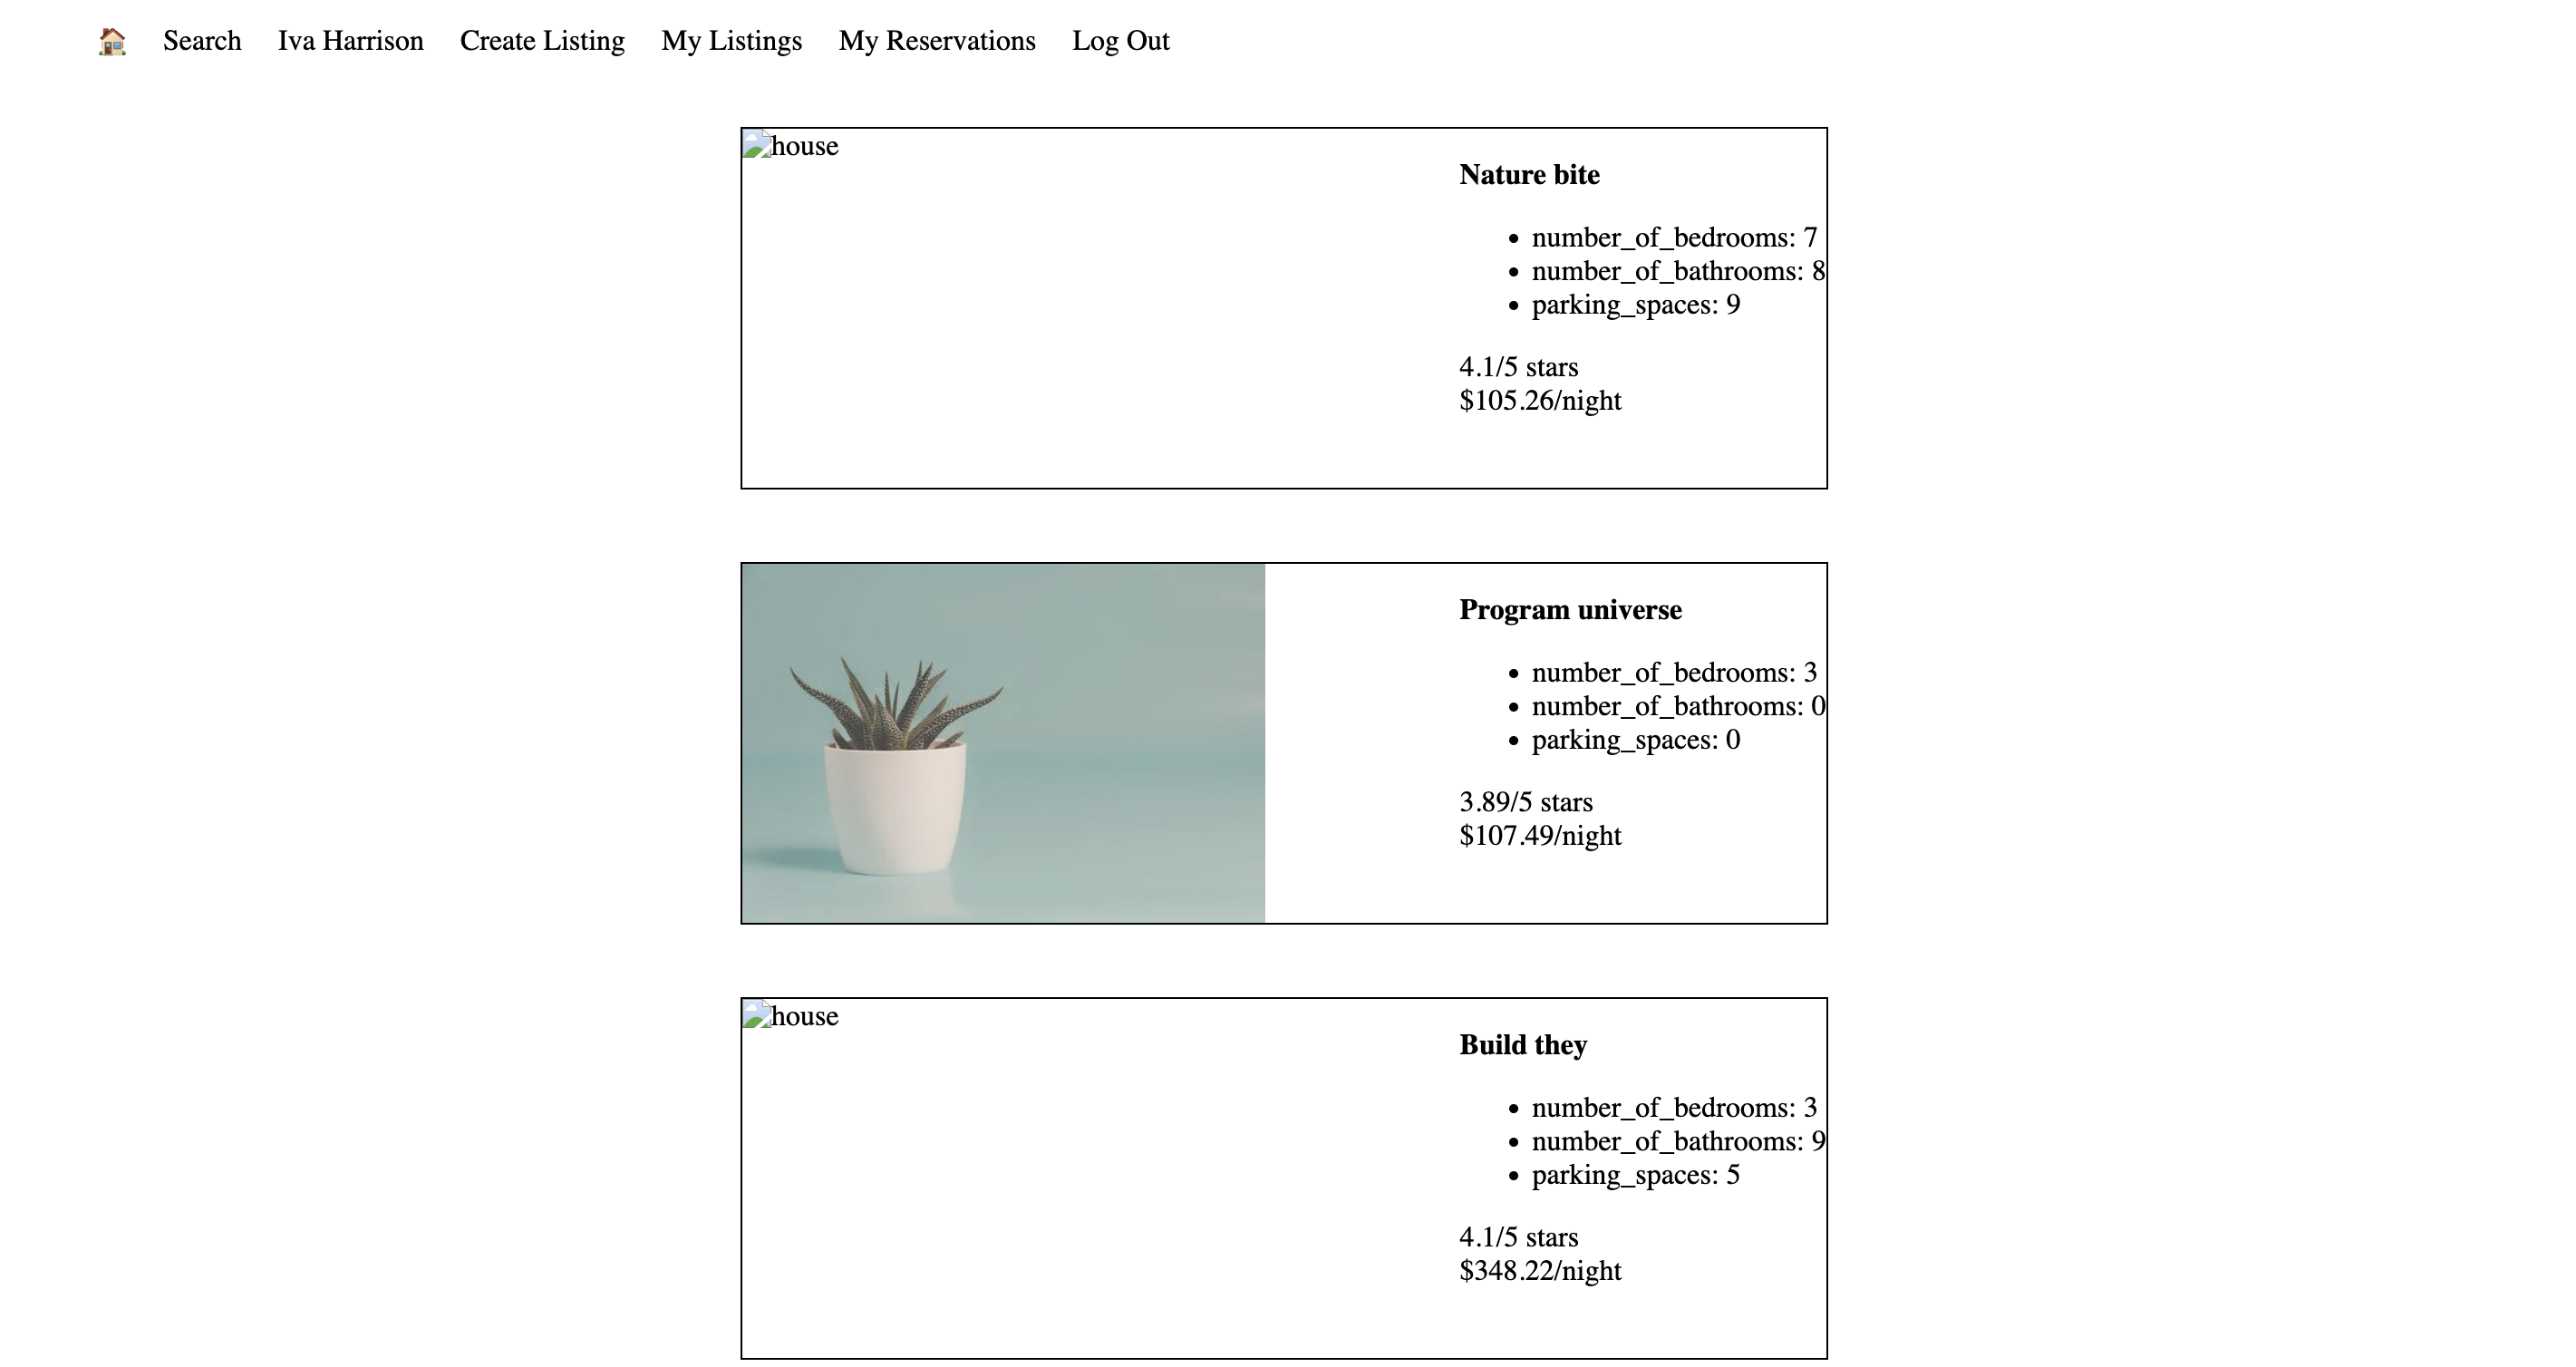 Search Iva Harrison Create Listing My Listings My Reservations Log Out
house
Nature bite
number_of_bedrooms: 7
number_of_bathrooms: 8
parking_spaces: 9
4.1/5 stars
$105.26/night
Program universe
number_of_bedrooms: 3
number_of_bathrooms: 0
parking_spaces: 0
3.89/5 stars
$107.49/night
house
Build they
number_of_bedrooms: 3
number_of_bathrooms: 9
parking_spaces: 5
4.1/5 stars
$348.22/night